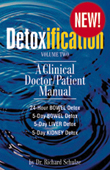 NEW!
Detoxification
VOLUME TWO
A Clinical
Doctor/Patient
Manual
24-Hour BOWEL Detox
5-Day BOWEL Detox
5-Day LIVER Detox
5-Day KIDNEY Detox
by Dr. Richard Schulze